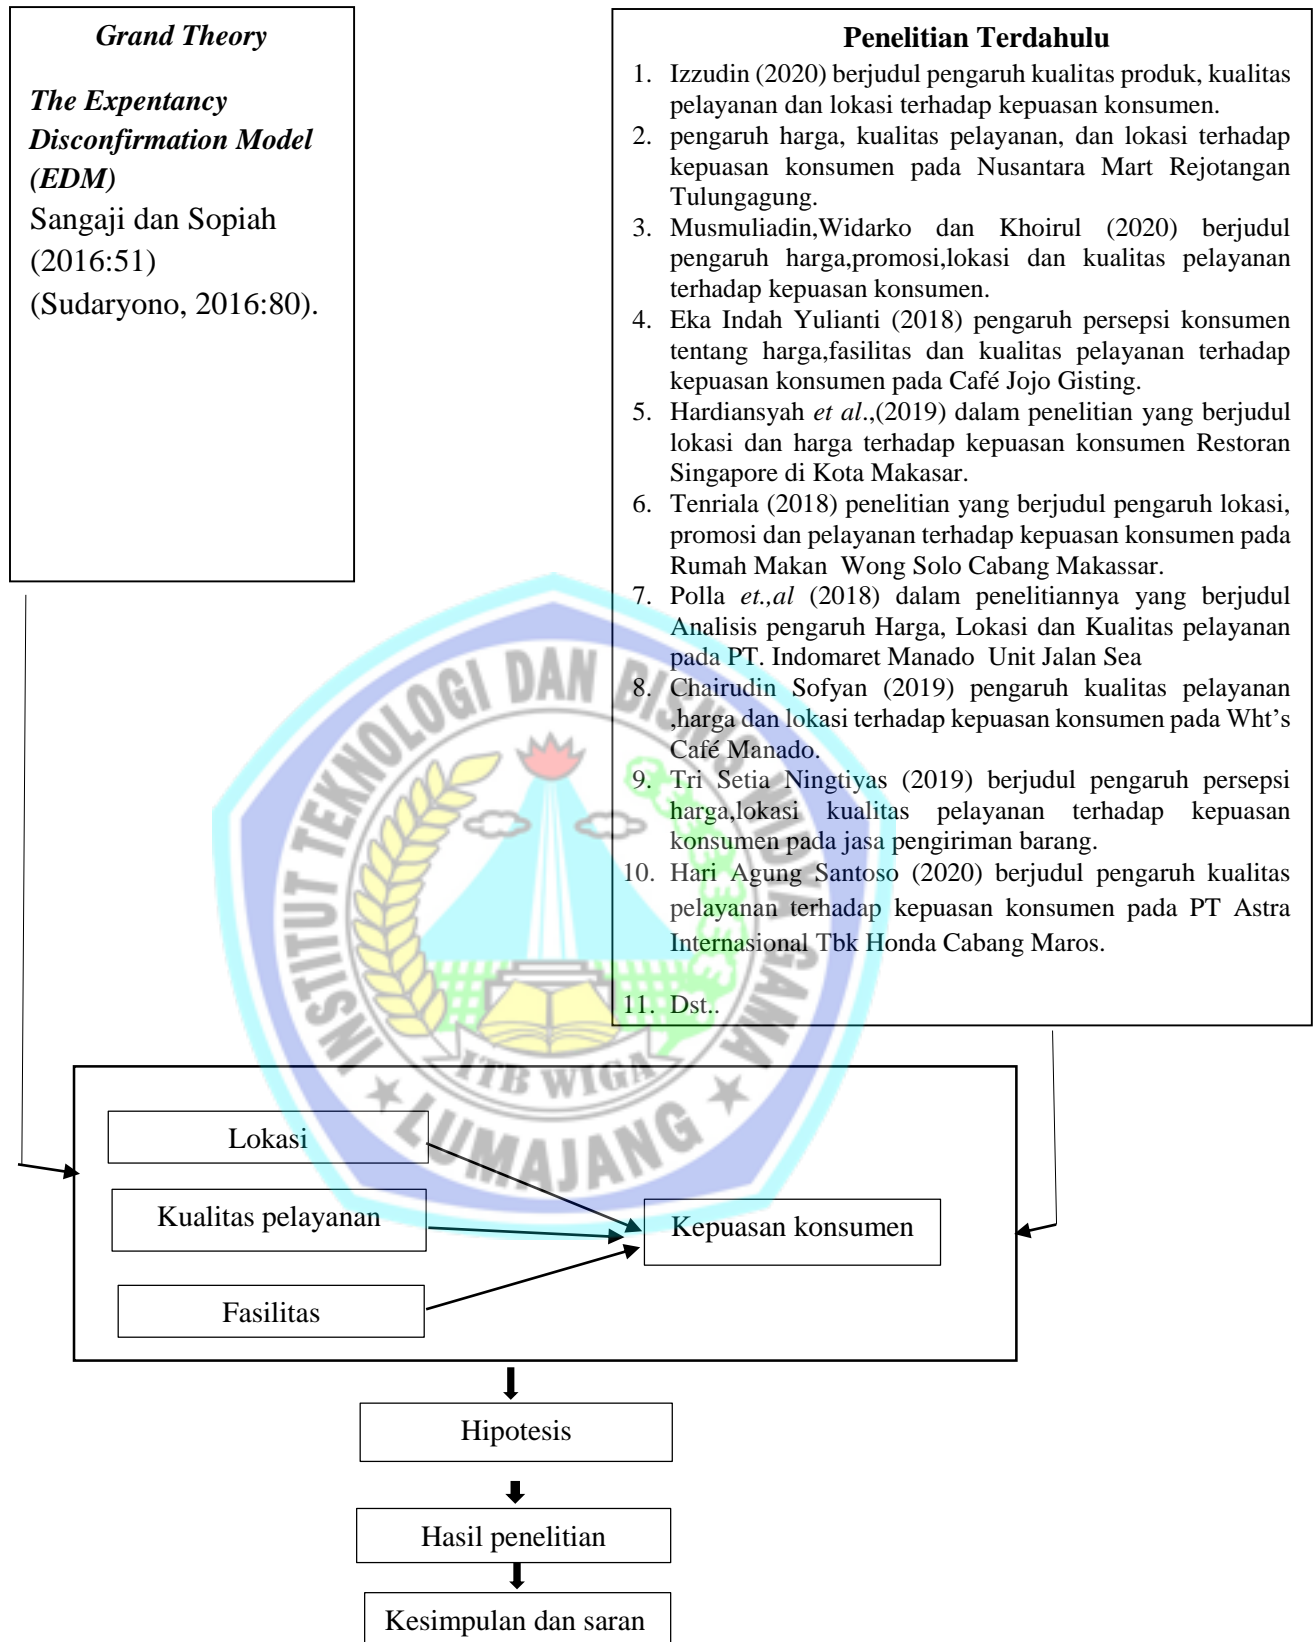 Grand Theory
The Expentancy
Disconfirmation Model
(EDM)
Sangaji dan Sopiah
(2016:51)
(Sudaryono, 2016:80).
Penelitian Terdahulu
1. Izzudin (2020) berjudul pengaruh kualitas produk, kualitas
pelayanan dan lokasi terhadap kepuasan konsumen.
2. pengaruh harga, kualitas pelayanan, dan lokasi terhadap
kepuasan konsumen pada Nusantara Mart Rejotangan
Tulungagung.
3. Musmuliadin,Widarko dan Khoirul (2020) berjudul
pengaruh harga,promosi,lokasi dan kualitas pelayanan
terhadap kepuasan konsumen.
4. Eka Indah Yulianti (2018) pengaruh persepsi konsumen
tentang harga,fasilitas dan kualitas pelayanan terhadap
kepuasan konsumen pada Café Jojo Gisting.
5. Hardiansyah et al.,(2019) dalam penelitian yang berjudul
lokasi dan harga terhadap kepuasan konsumen Restoran
Singapore di Kota Makasar.
6. Tenriala (2018) penelitian yang berjudul pengaruh lokasi,
promosi dan pelayanan terhadap kepuasan konsumen pada
Rumah Makan Wong Solo Cabang Makassar.
7. Polla et.,al (2018) dalam penelitiannya yang berjudul
Analisis pengaruh Harga, Lokasi dan Kualitas pelayanan
pada PT. Indomaret Manado Unit Jalan Sea
8. Chairudin Sofyan (2019) pengaruh kualitas pelayanan
,harga dan lokasi terhadap kepuasan konsumen pada Wht’s
Café Manado.
9. Tri Setia Ningtiyas (2019) berjudul pengaruh persepsi
harga,lokasi kualitas pelayanan terhadap kepuasan
konsumen pada jasa pengiriman barang.
10. Hari Agung Santoso (2020) berjudul pengaruh kualitas
pelayanan terhadap kepuasan konsumen pada PT Astra
Internasional Tbk Honda Cabang Maros.
11. Dst..
INSTITUT TEKNOLOGI DAN BISNIS WIDYA GAMA
ITB WIGA
LUMAJANG
Lokasi
Kualitas pelayanan
Kepuasan konsumen
Fasilitas
Hipotesis
Hasil penelitian
Kesimpulan dan saran